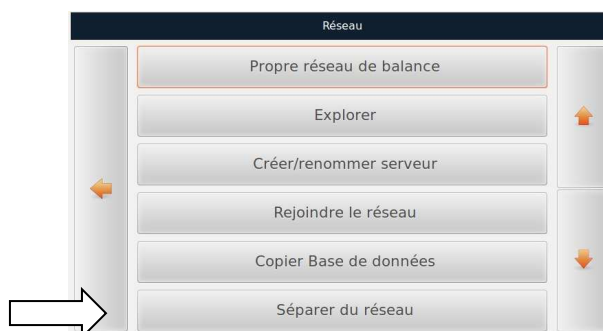 Réseau
Propre réseau de balance
Explorer
Créer/renommer serveur
Rejoindre le réseau
Copier Base de données
Séparer du réseau